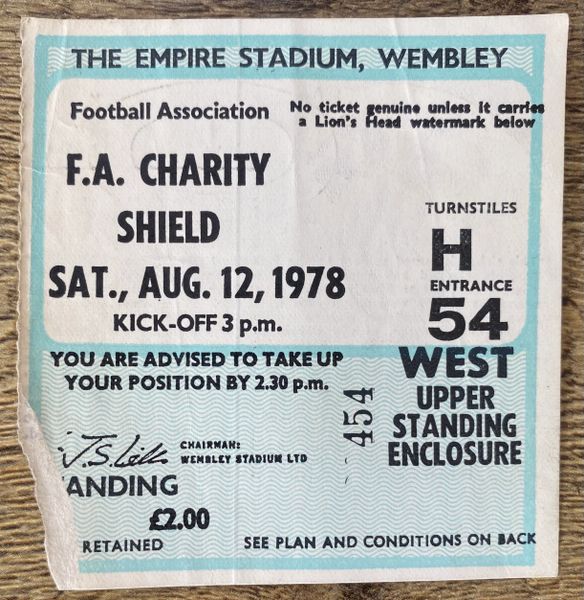 THE EMPIRE STADIUM, WEMBLEY
Football Association
No ticket genuine unless it carries
a Lion's Head watermark below
F.A. CHARITY
SHIELD
SAT., AUG. 12, 1978
KICK-OFF 3 p.m.
TURNSTILES
H
ENTRANCE
54
YOU ARE ADVISED TO TAKE UP
YOUR POSITION BY 2.30 p.m.
WEST
UPPER
STANDING
ENCLOSURE
454
CHAIRMAN:
WEMBLEY STADIUM LTD
ANDING
£2.00
RETAINED
SEE PLAN AND CONDITIONS ON BACK